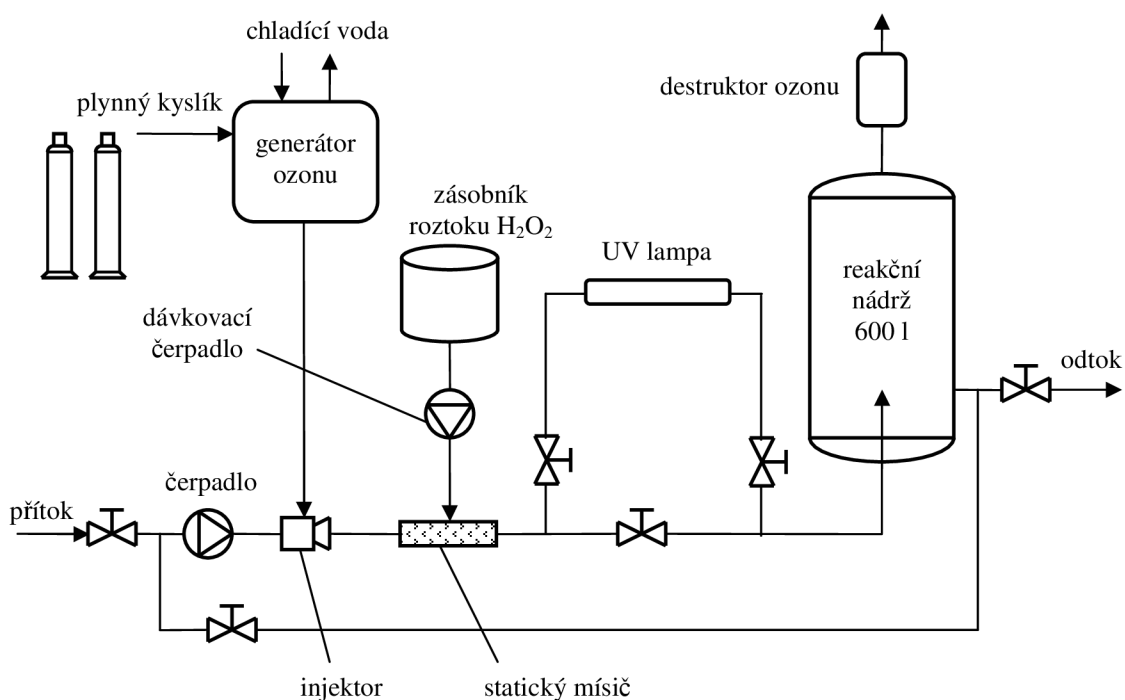 chladící voda
plynný kyslík
generátor
ozonu
destruktor ozonu
zásobník
roztoku H₂O₂
UV lampa
reakční
nádrž
600 l
dávkovací
čerpadlo
odtok
čerpadlo
přítok
injektor
statický mísič